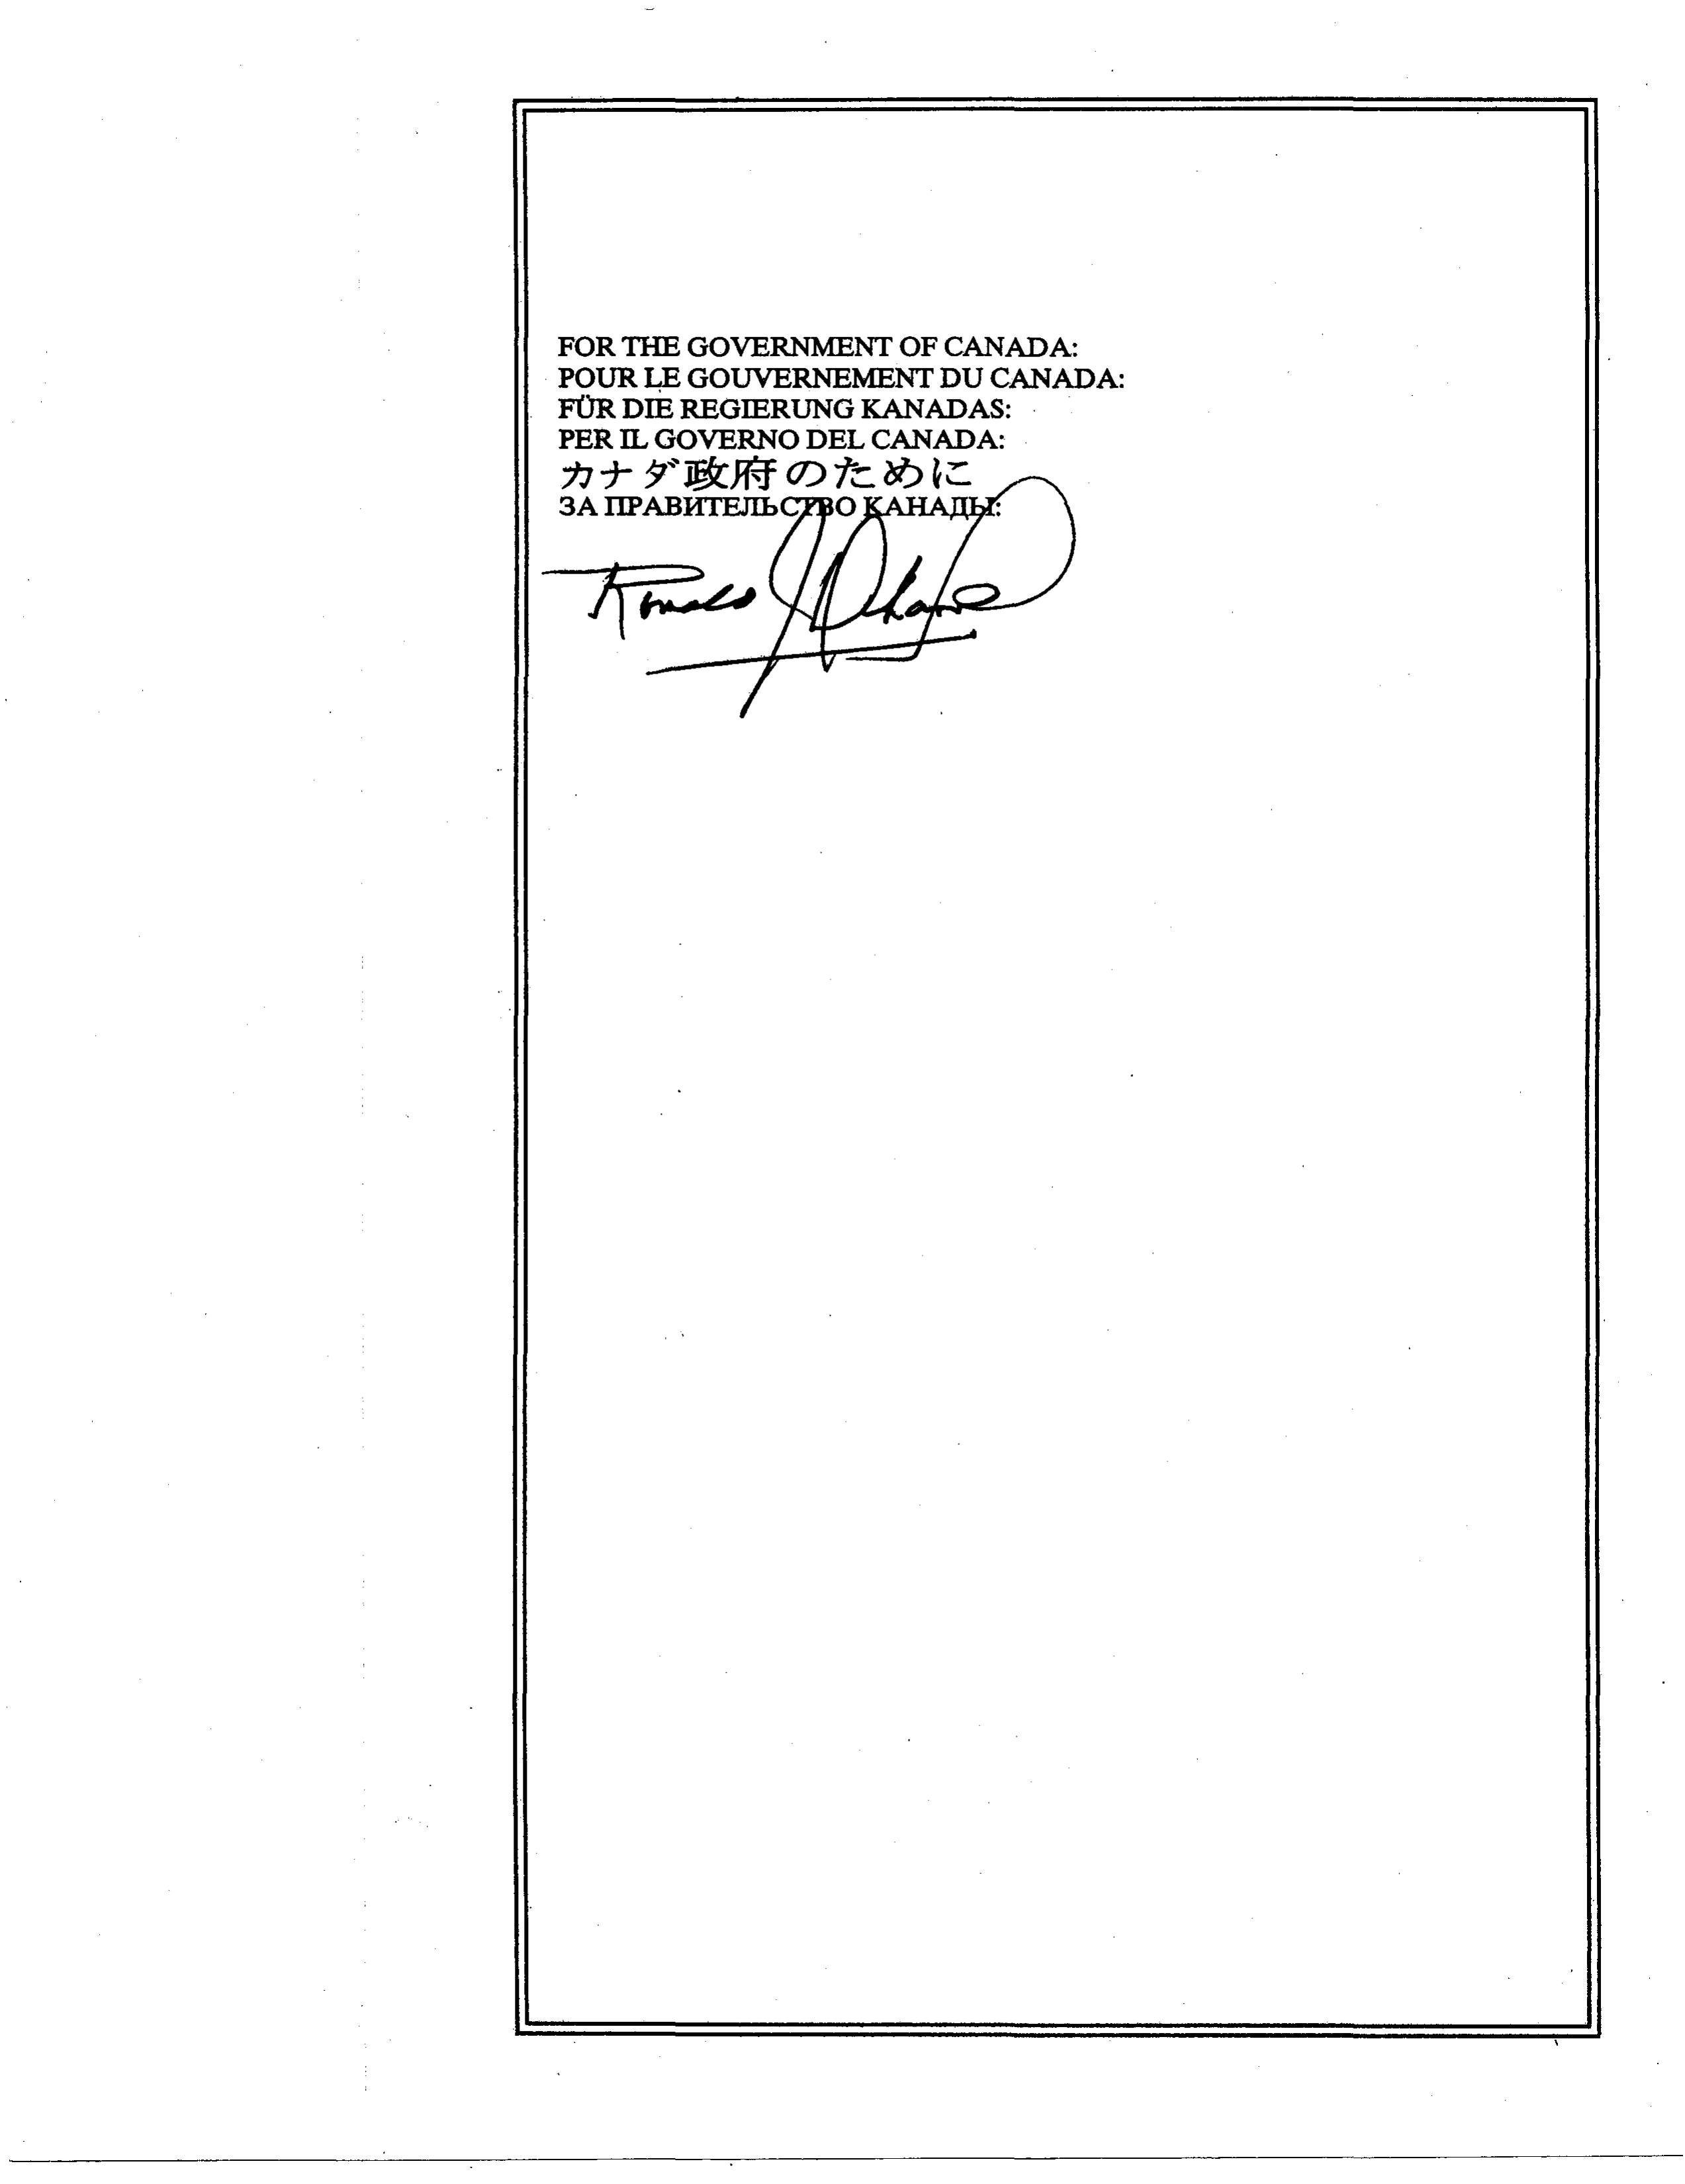 FOR THE GOVERNMENT OF CANADA:
POUR LE GOUVERNEMENT DU CANADA:
FÜR DIE REGIERUNG KANADAS:
PER IL GOVERNO DEL CANADA:
カナダ政府のために
ЗА ПРАВИТЕЛЬСТВО КАНАДЫ:
Ronald